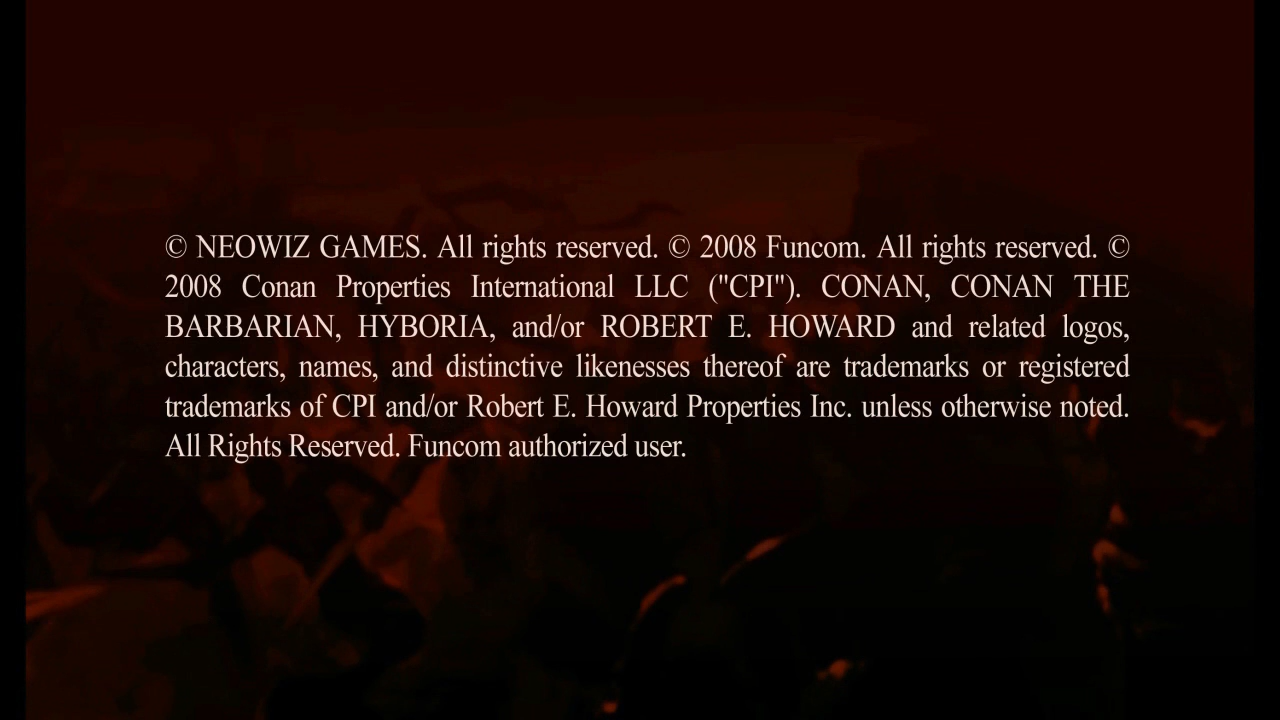 © NEOWIZ GAMES. All rights reserved. © 2008 Funcom. All rights reserved. ©
2008 Conan Properties International LLC ("CPI"). CONAN, CONAN THE
BARBARIAN, HYBORIA, and/or ROBERT E. HOWARD and related logos,
characters, names, and distinctive likenesses thereof are trademarks or registered
trademarks of CPI and/or Robert E. Howard Properties Inc. unless otherwise noted.
All Rights Reserved. Funcom authorized user.